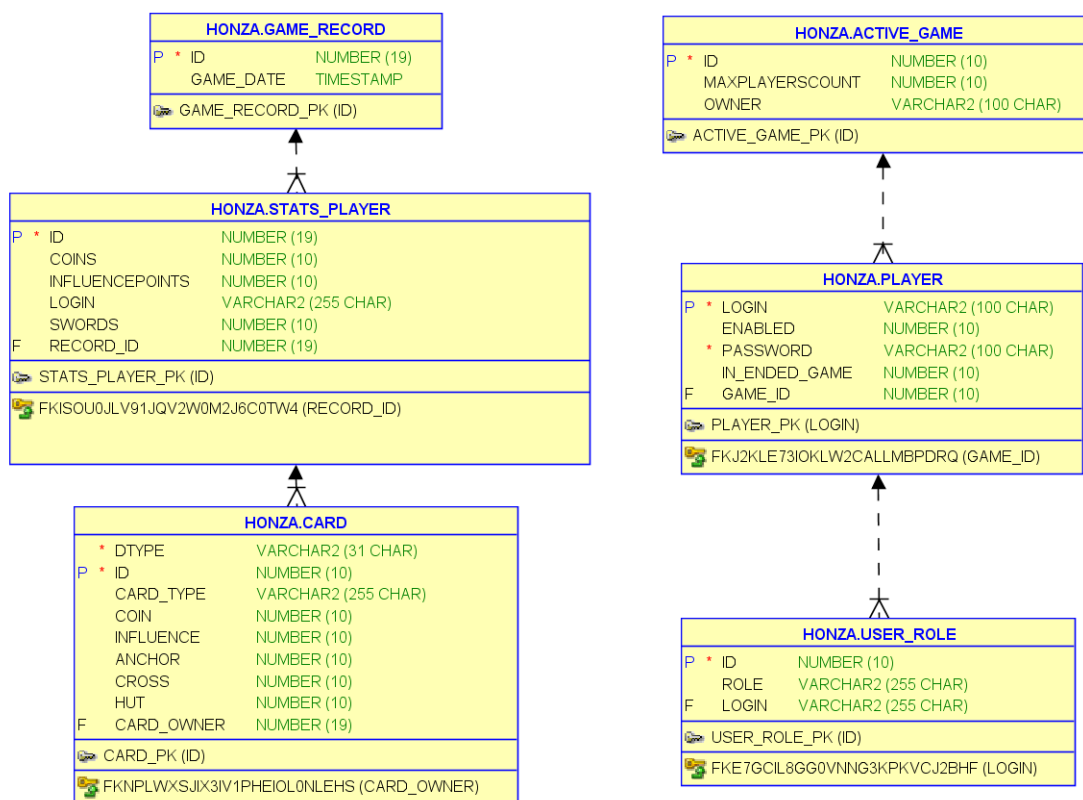 HONZA.GAME_RECORD
P * ID NUMBER (19)
GAME_DATE TIMESTAMP
GAME_RECORD_PK (ID)
HONZA.STATS_PLAYER
P * ID NUMBER (19)
COINS NUMBER (10)
INFLUENCEPOINTS NUMBER (10)
LOGIN VARCHAR2 (255 CHAR)
SWORDS NUMBER (10)
F RECORD_ID NUMBER (19)
STATS_PLAYER_PK (ID)
FKISOU0JLV91JQV2W0M2J6C0TW4 (RECORD_ID)
HONZA.CARD
* DTYPE VARCHAR2 (31 CHAR)
P * ID NUMBER (10)
CARD_TYPE VARCHAR2 (255 CHAR)
COIN NUMBER (10)
INFLUENCE NUMBER (10)
ANCHOR NUMBER (10)
CROSS NUMBER (10)
HUT NUMBER (10)
F CARD_OWNER NUMBER (19)
CARD_PK (ID)
FKNPLWXSJIX3IV1PHEIOL0NLEHS (CARD_OWNER)
HONZA.ACTIVE_GAME
P * ID NUMBER (10)
MAXPLAYERSCOUNT NUMBER (10)
OWNER VARCHAR2 (100 CHAR)
ACTIVE_GAME_PK (ID)
HONZA.PLAYER
P * LOGIN VARCHAR2 (100 CHAR)
ENABLED NUMBER (10)
* PASSWORD VARCHAR2 (100 CHAR)
IN_ENDED_GAME NUMBER (10)
F GAME_ID NUMBER (10)
PLAYER_PK (LOGIN)
FKJ2KLE73IOKLW2CALLMBPDRQ (GAME_ID)
HONZA.USER_ROLE
P * ID NUMBER (10)
ROLE VARCHAR2 (255 CHAR)
F LOGIN VARCHAR2 (255 CHAR)
USER_ROLE_PK (ID)
FKE7GCIL8GG0VNNG3KPKVCJ2BHF (LOGIN)